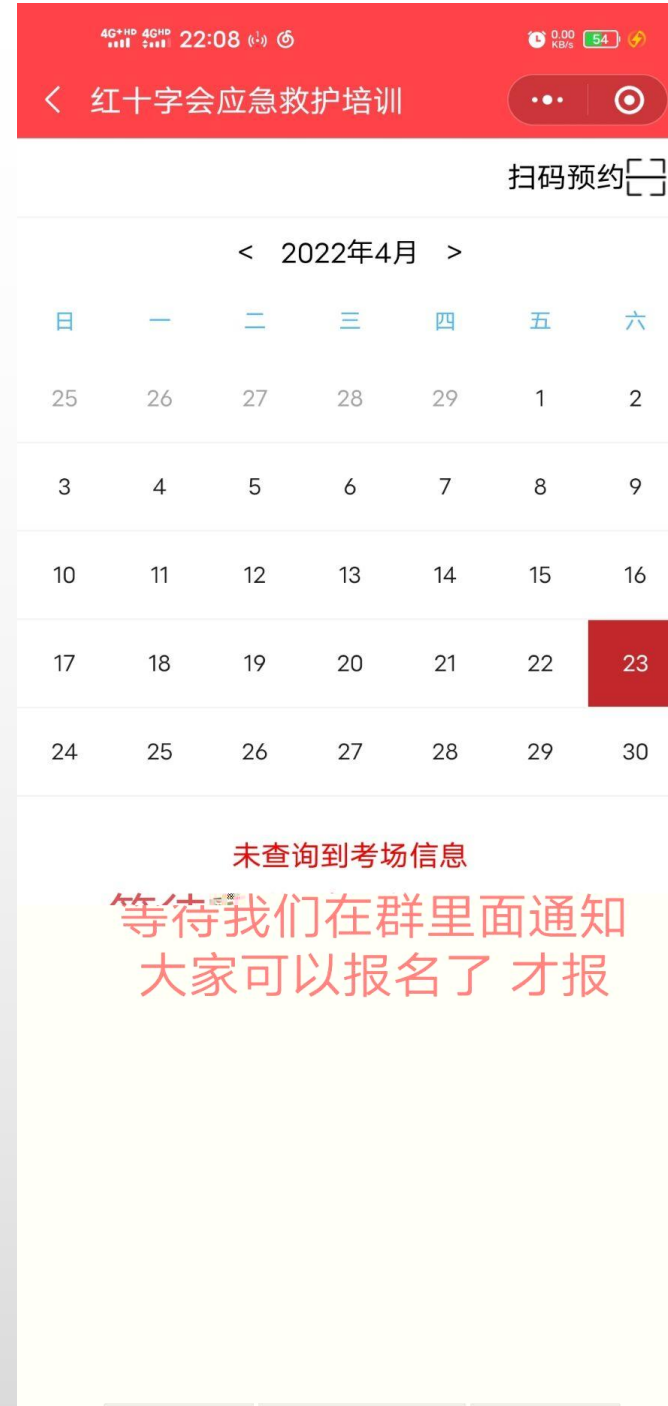 4G+HD 4GHD 22:08 0.00 KB/s 54
红十字会应急救护培训
扫码预约
< 2022年4月 >
日 一 二 三 四 五 六
25 26 27 28 29 1 2
3 4 5 6 7 8 9
10 11 12 13 14 15 16
17 18 19 20 21 22 23
24 25 26 27 28 29 30
未查询到考场信息
等待我们在群里面通知
大家可以报名了 才报